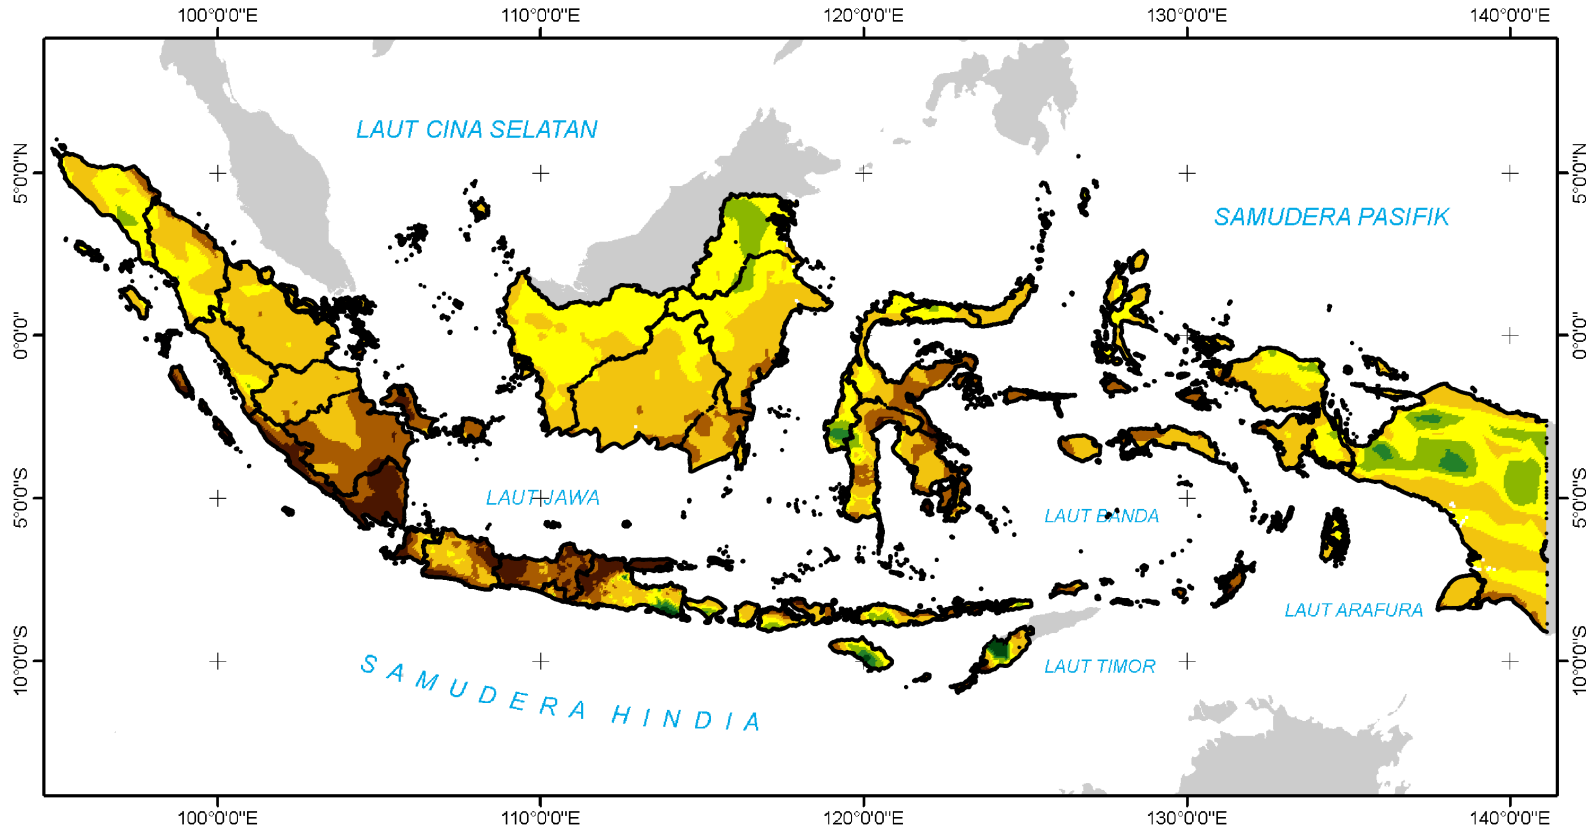 100°0'0"E 110°0'0"E 120°0'0"E 130°0'0"E 140°0'0"E
LAUT CINA SELATAN
5°0'0"N 5°0'0"N
SAMUDERA PASIFIK
0°0'0" 0°0'0"
5°0'0"S LAUT JAWA 5°0'0"S
LAUT BANDA
LAUT ARAFURA
10°0'0"S LAUT TIMOR 10°0'0"S
SAMUDERA HINDIA
100°0'0"E 110°0'0"E 120°0'0"E 130°0'0"E 140°0'0"E